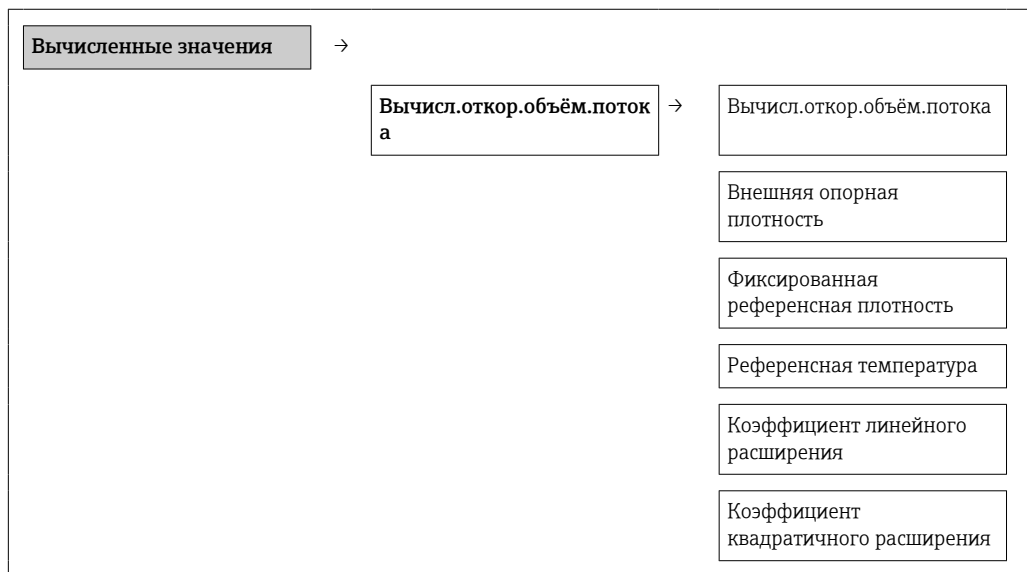 Вычисленные значения →
Вычисл.откор.объём.поток
а
→
Вычисл.откор.объём.потока
Внешняя опорная
плотность
Фиксированная
референсная плотность
Референсная температура
Коэффициент линейного
расширения
Коэффициент
квадратичного расширения